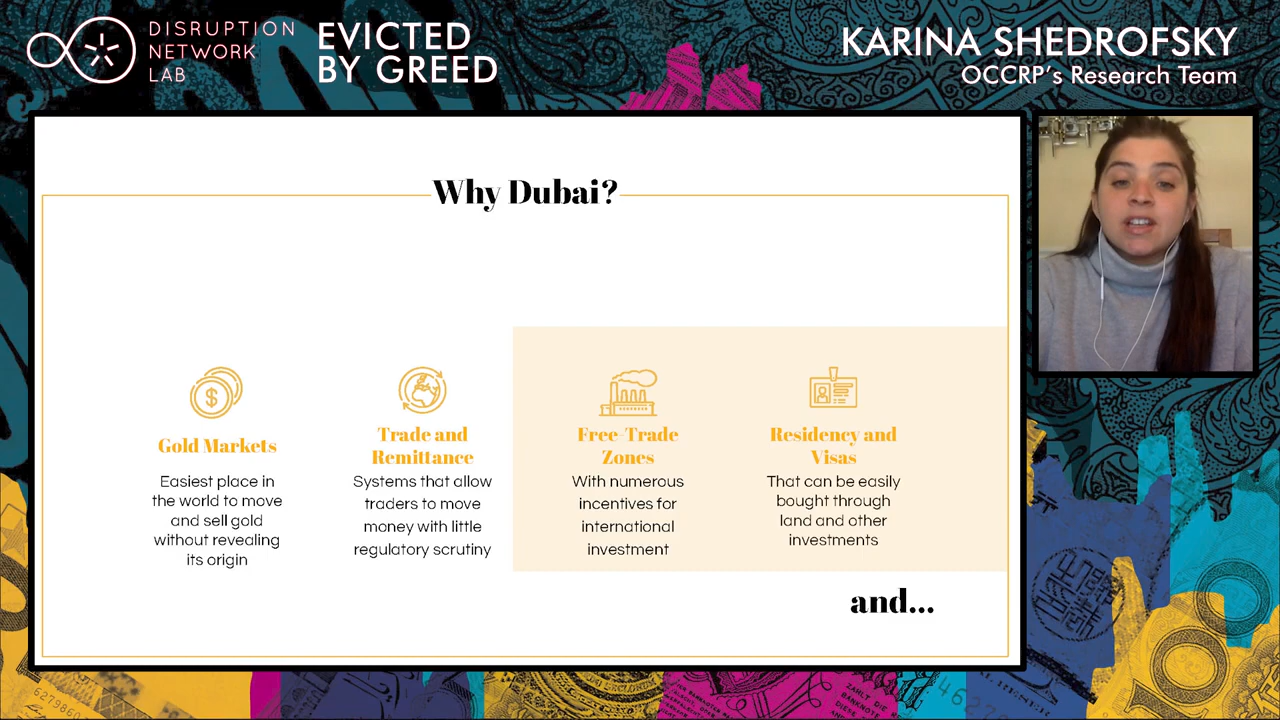 DISRUPTION
NETWORK
LAB
EVICTED
BY GREED
KARINA SHEDROFSKY
OCCRP's Research Team
Why Dubai?
Gold Markets
Easiest place in
the world to move
and sell gold
without revealing
its origin
Trade and
Remittance
Systems that allow
traders to move
money with little
regulatory scrutiny
Free-Trade
Zones
With numerous
incentives for
international
investment
Residency and
Visas
That can be easily
bought through
land and other
investments
and...